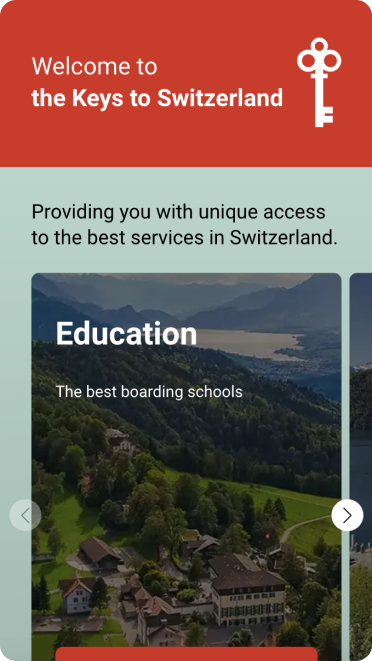 Welcome to
the Keys to Switzerland
Providing you with unique access
to the best services in Switzerland.
Education
The best boarding schools